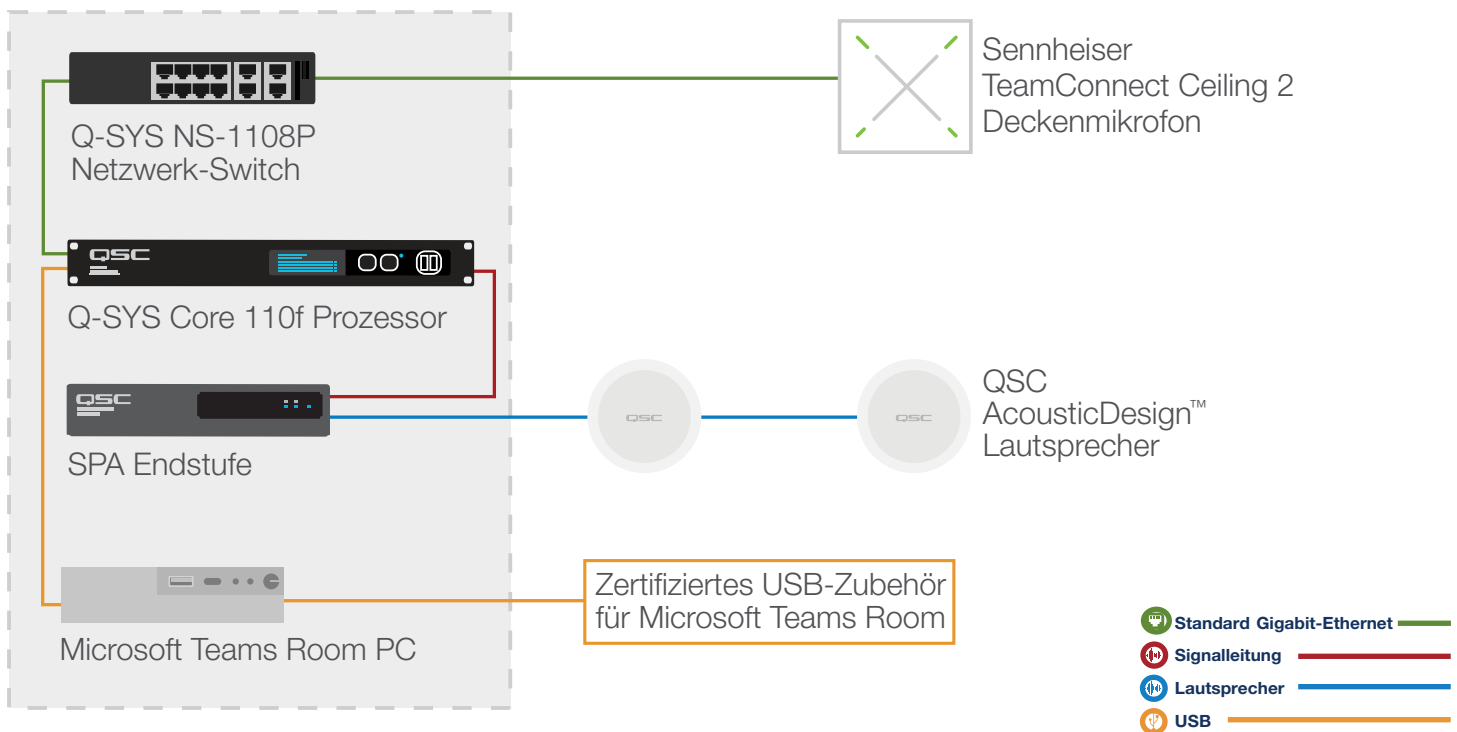 Q-SYS NS-1108P
Netzwerk-Switch
Sennheiser
TeamConnect Ceiling 2
Deckenmikrofon
QSC
Q-SYS Core 110f Prozessor
QSC
SPA Endstufe
QSC
QSC
QSC
AcousticDesign™
Lautsprecher
Microsoft Teams Room PC
Zertifiziertes USB-Zubehör
für Microsoft Teams Room
Standard Gigabit-Ethernet
Signalleitung
Lautsprecher
USB